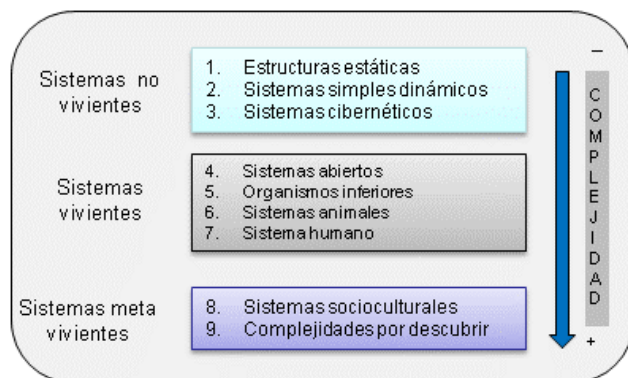 Sistemas no
vivientes
1. Estructuras estáticas
2. Sistemas simples dinámicos
3. Sistemas cibernéticos
Sistemas
vivientes
4. Sistemas abiertos
5. Organismos inferiores
6. Sistemas animales
7. Sistema humano
Sistemas meta
vivientes
8. Sistemas socioculturales
9. Complejidades por descubrir
–
COMPLEJIDAD
+